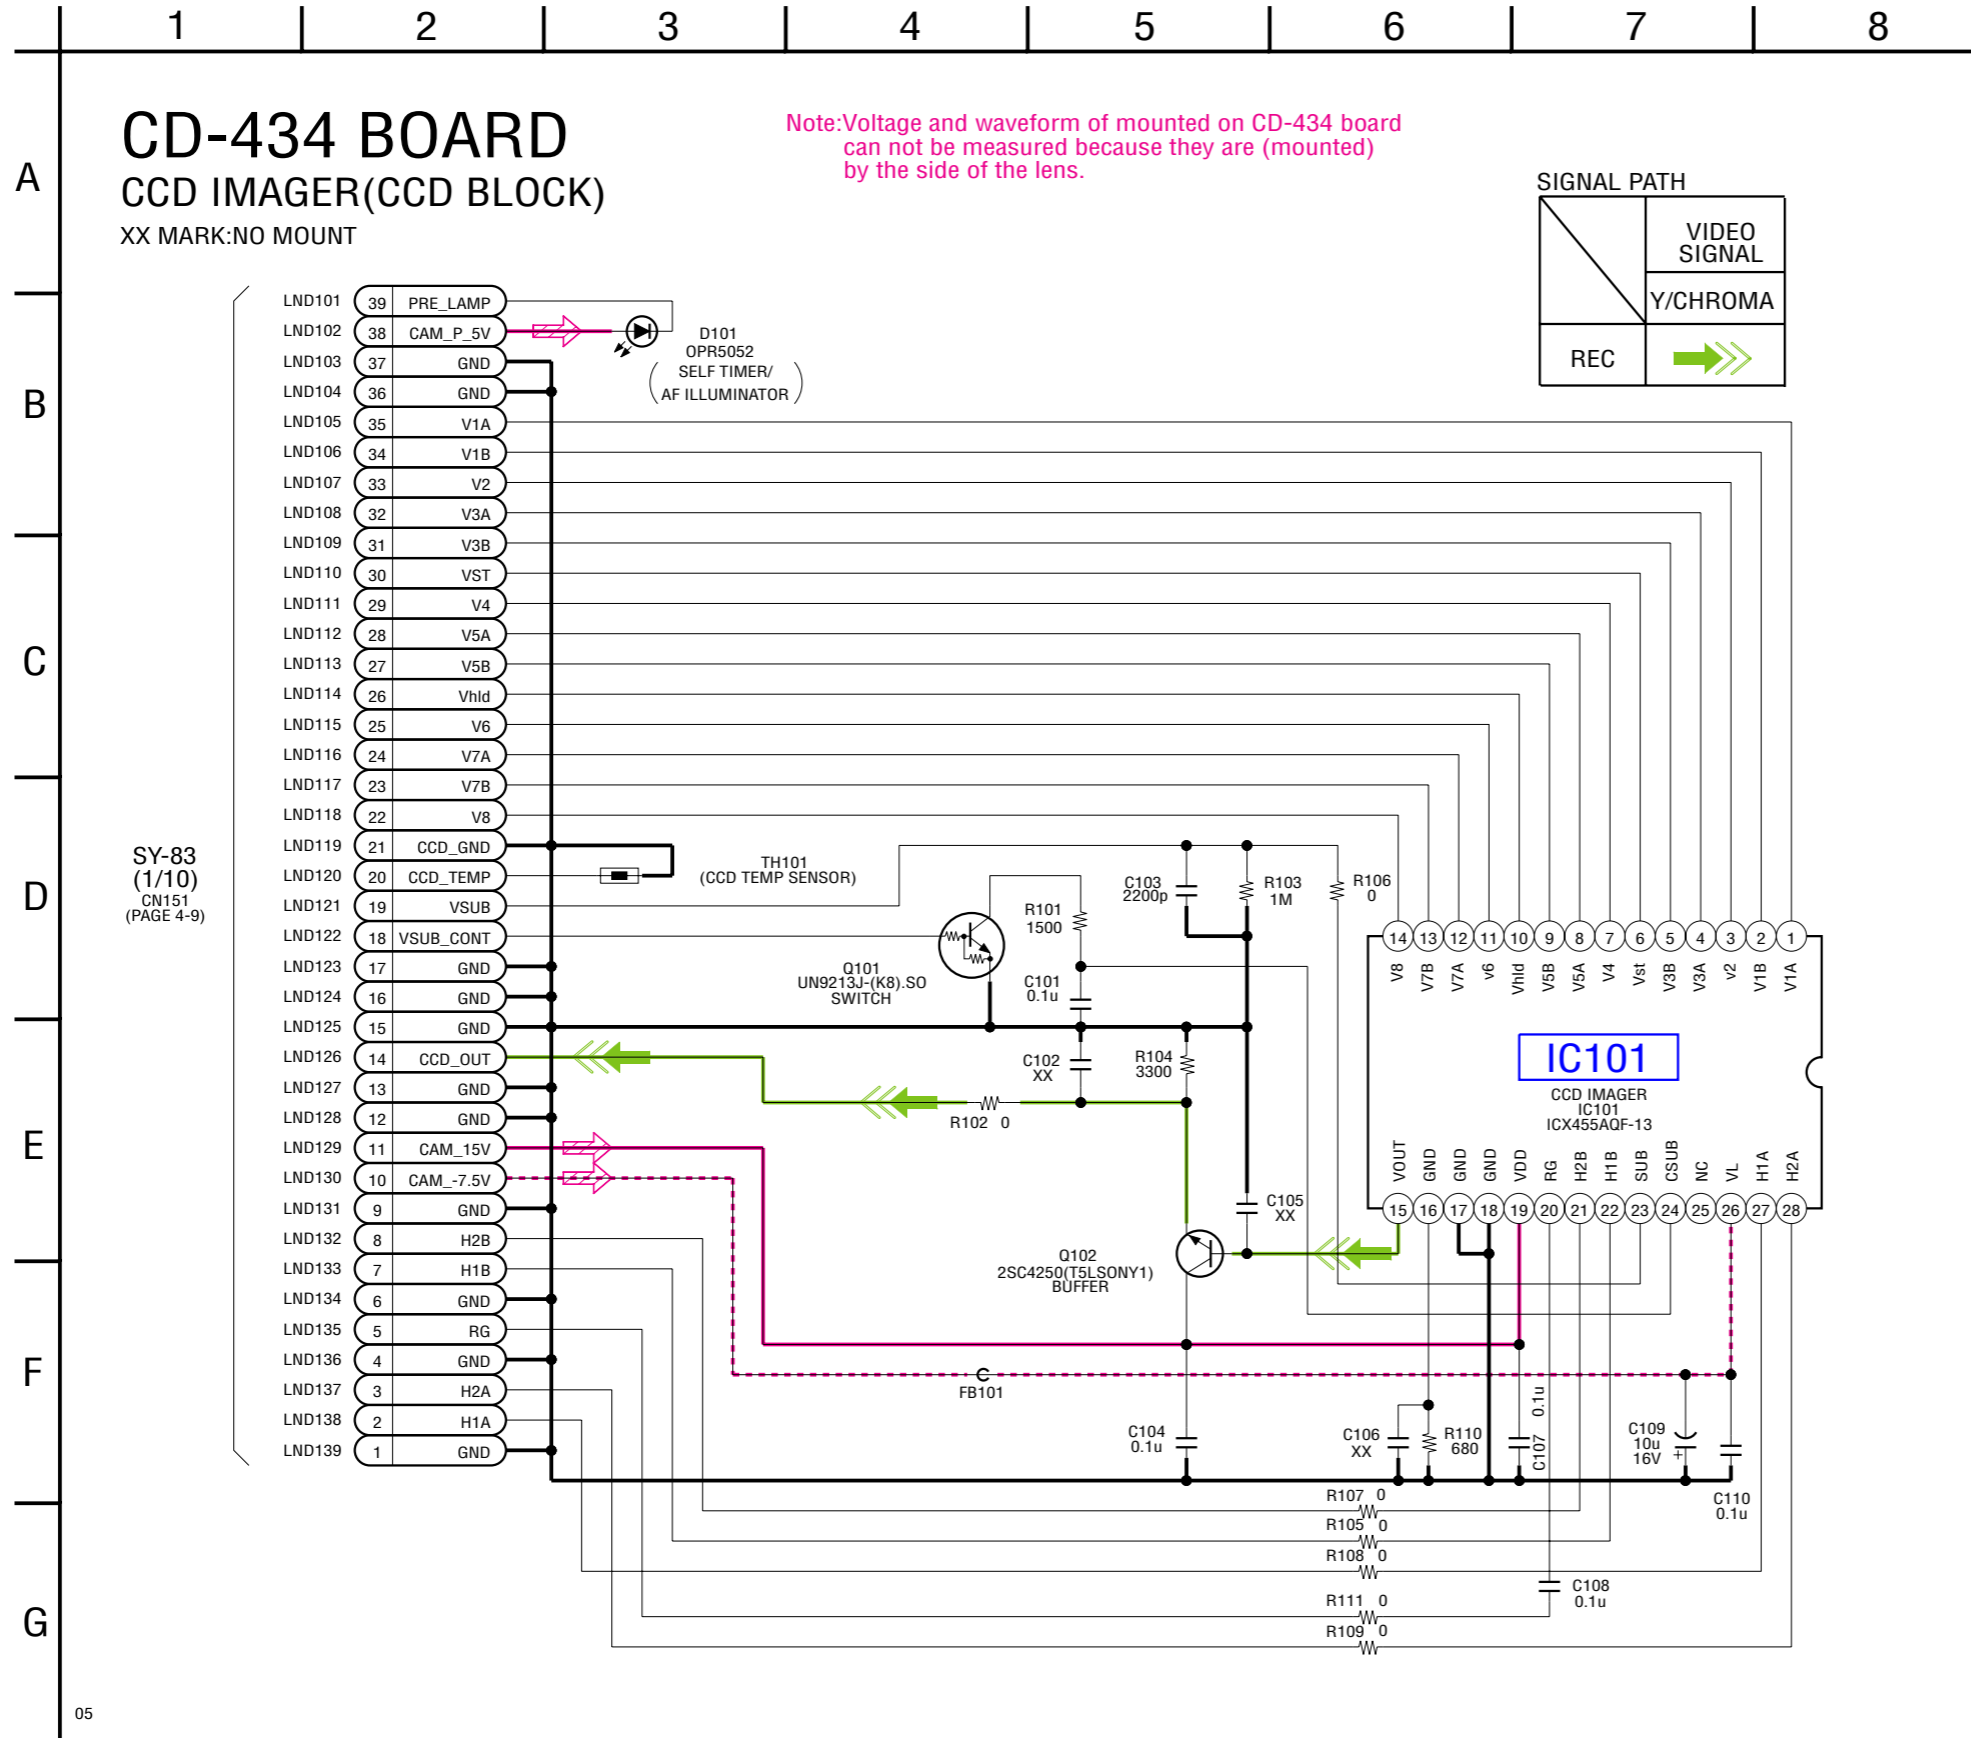 1 2 3 4 5 6 7 8
A
B
C
D
E
F
G
CD-434 BOARD
CCD IMAGER(CCD BLOCK)
XX MARK:NO MOUNT
Note:Voltage and waveform of mounted on CD-434 board
can not be measured because they are (mounted)
by the side of the lens.
SIGNAL PATH
VIDEO
SIGNAL
Y/CHROMA
REC
SY-83
(1/10)
CN151
(PAGE 4-9)
LND101 39 PRE_LAMP
LND102 38 CAM_P_5V
LND103 37 GND
LND104 36 GND
LND105 35 V1A
LND106 34 V1B
LND107 33 V2
LND108 32 V3A
LND109 31 V3B
LND110 30 VST
LND111 29 V4
LND112 28 V5A
LND113 27 V5B
LND114 26 Vhld
LND115 25 V6
LND116 24 V7A
LND117 23 V7B
LND118 22 V8
LND119 21 CCD_GND
LND120 20 CCD_TEMP
LND121 19 VSUB
LND122 18 VSUB_CONT
LND123 17 GND
LND124 16 GND
LND125 15 GND
LND126 14 CCD_OUT
LND127 13 GND
LND128 12 GND
LND129 11 CAM_15V
LND130 10 CAM_-7.5V
LND131 9 GND
LND132 8 H2B
LND133 7 H1B
LND134 6 GND
LND135 5 RG
LND136 4 GND
LND137 3 H2A
LND138 2 H1A
LND139 1 GND
D101
OPR5052
SELF TIMER/
AF ILLUMINATOR
TH101
(CCD TEMP SENSOR)
Q101
UN9213J-(K8).SO
SWITCH
R101
1500
C101
0.1u
C103
2200p
R103
1M
R106
0
C102
XX
R104
3300
R102 0
C105
XX
Q102
2SC4250(T5LSONY1)
BUFFER
FB101
C104
0.1u
C106
XX
R110
680
C107
0.1u
C109
10u
16V
+
C110
0.1u
R107 0
R105 0
R108 0
R111 0
R109 0
C108
0.1u
14 13 12 11 10 9 8 7 6 5 4 3 2 1
V8 V7B V7A v6 Vhld V5B V5A V4 Vst V3B V3A v2 V1B V1A
IC101
CCD IMAGER
IC101
ICX455AQF-13
VOUT GND GND GND VDD RG H2B H1B SUB CSUB NC VL H1A H2A
15 16 17 18 19 20 21 22 23 24 25 26 27 28
05